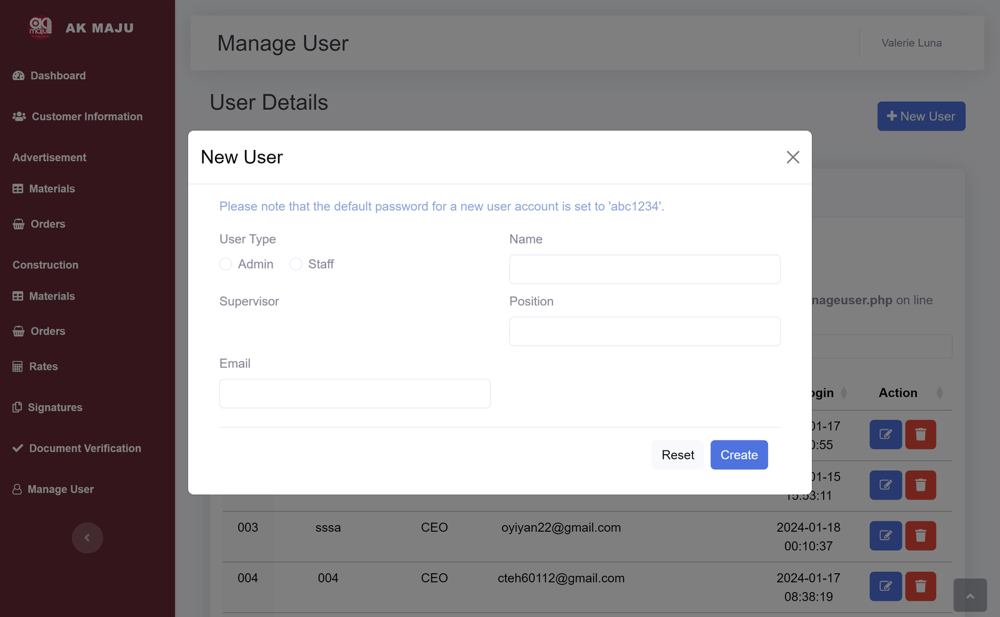 AK MAJU
Dashboard
Customer Information
Advertisement
Materials
Orders
Construction
Materials
Orders
Rates
Signatures
Document Verification
Manage User
Manage User
Valerie Luna
User Details
New User
New User
Please note that the default password for a new user account is set to 'abc1234'.
User Type
Name
Admin
Staff
Supervisor
Position
Email
Reset
Create
nageuser.php on line
ogin
Action
01-17
0:55
01-15
15:53:11
003
sssa
CEO
oyiyan22@gmail.com
2024-01-18
00:10:37
004
004
CEO
cteh60112@gmail.com
2024-01-17
08:38:19